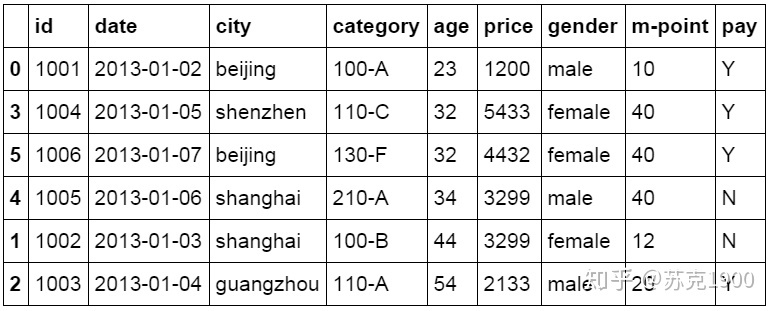 id date city category age price gender m-point pay
0 1001 2013-01-02 beijing 100-A 23 1200 male 10 Y
3 1004 2013-01-05 shenzhen 110-C 32 5433 female 40 Y
5 1006 2013-01-07 beijing 130-F 32 4432 female 40 Y
4 1005 2013-01-06 shanghai 210-A 34 3299 male 40 N
1 1002 2013-01-03 shanghai 100-B 44 3299 female 12 N
2 1003 2013-01-04 guangzhou 110-A 54 2133 male 20 Y
知乎 @苏克1900